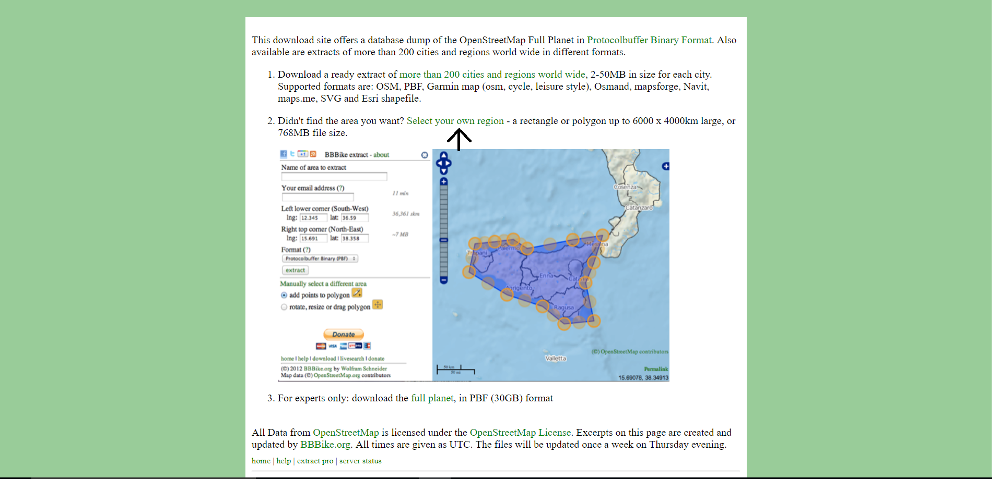 This download site offers a database dump of the OpenStreetMap Full Planet in Protocolbuffer Binary Format. Also
available are extracts of more than 200 cities and regions world wide in different formats.
1. Download a ready extract of more than 200 cities and regions world wide, 2-50MB in size for each city.
Supported formats are: OSM, PBF, Garmin map (osm, cycle, leisure style), Osmand, mapsforge, Navit,
maps.me, SVG and Esri shapefile.
2. Didn't find the area you want? Select your own region - a rectangle or polygon up to 6000 x 4000km large, or
768MB file size.
BBBike extract - about
Name of area to extract
Your email address (?)
11 min
Left lower corner (South-West)
lng: 12.345 lat: 36.59
36,361 skm
Right top corner (North-East)
lng: 15.691 lat: 38.358
~7 MB
Format (?)
Protocolbuffer Binary (PBF)
extract
Manually select a different area
add points to polygon
rotate, resize or drag polygon
Donate
VISA
home | help | download | livesearch | donate
(C) 2012 BBBike.org by Wolfram Schneider
Map data (C) OpenStreetMap.org contributors
Cosenza
Catanzaro
Messina
Trapani
Palermo
Enna
Catania
Agrigento
Ragusa
Valletta
(C) OpenStreetMap contributors
50 km
50 mi
Permalink
15.69078, 38.34913
3. For experts only: download the full planet, in PBF (30GB) format
All Data from OpenStreetMap is licensed under the OpenStreetMap License. Excerpts on this page are created and
updated by BBBike.org. All times are given as UTC. The files will be updated once a week on Thursday evening.
home | help | extract pro | server status